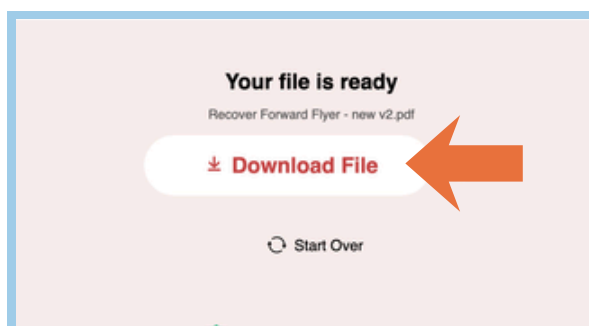 Your file is ready
Recover Forward Flyer - new v2.pdf
Download File
Start Over